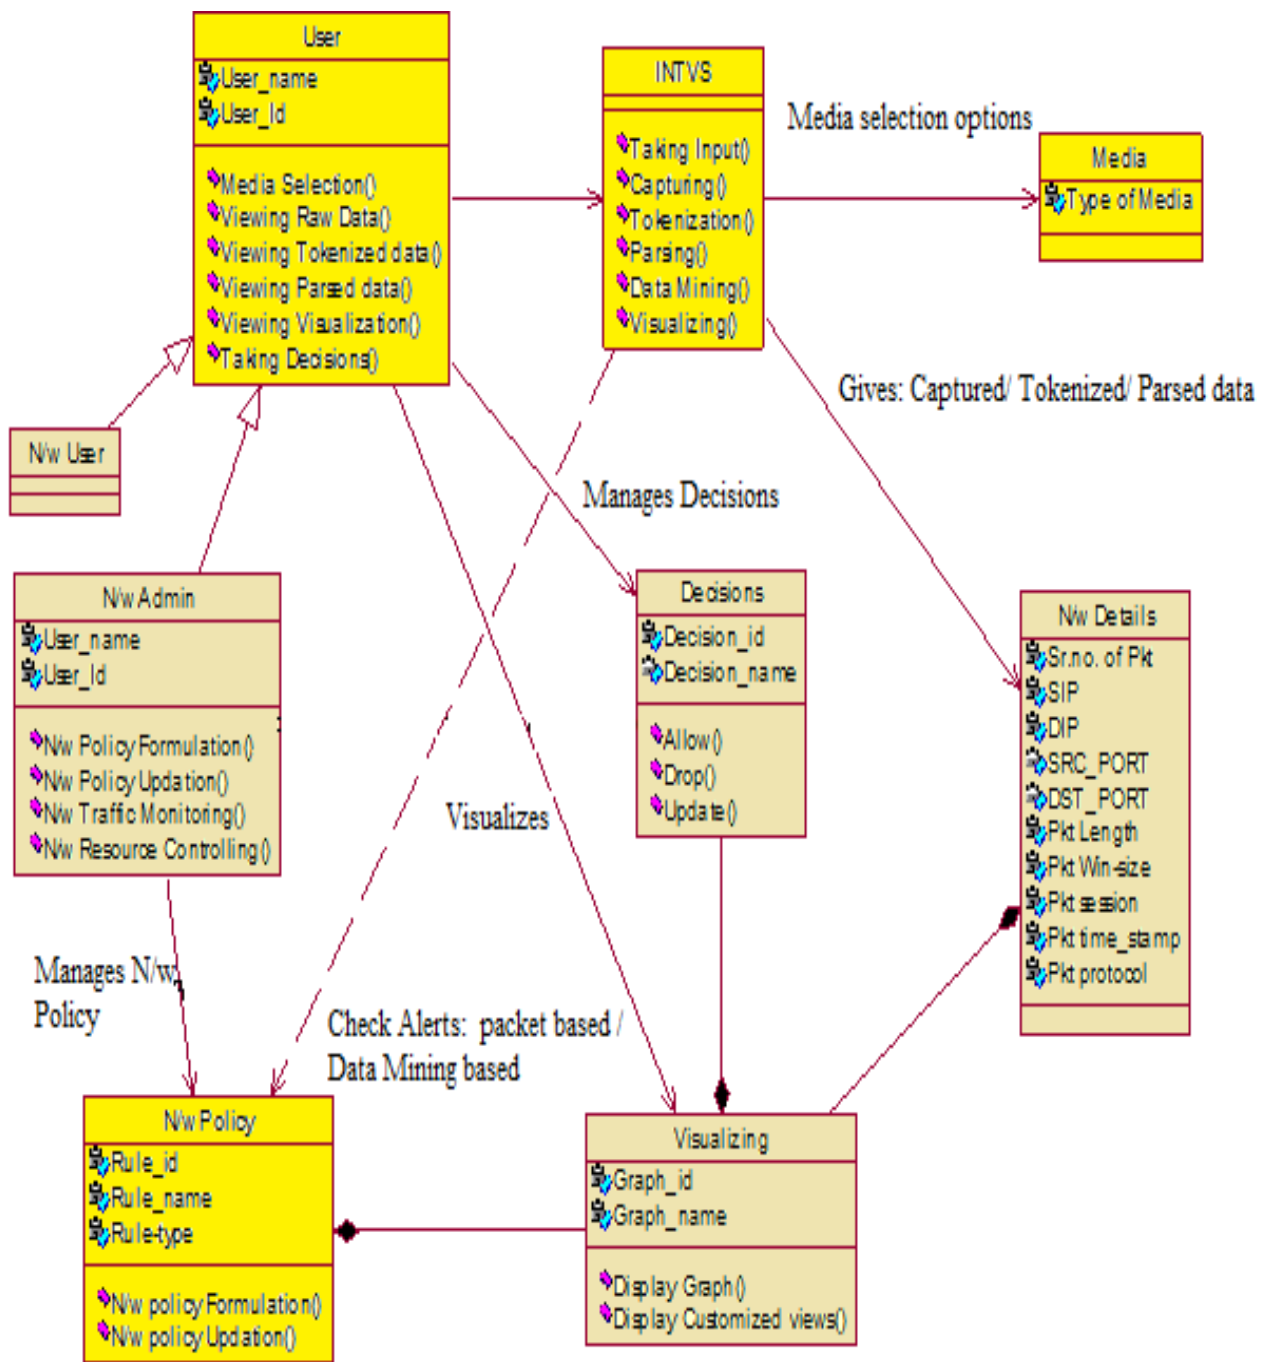 User
User_name
User_Id
Media Selection()
Viewing Raw Data()
Viewing Tokenized data()
Viewing Parsed data()
Viewing Visualization()
Taking Decisions()
INTVS
Taking Input()
Capturing()
Tokenization()
Parsing()
Data Mining()
Visualizing()
Media selection options
Media
Type of Media
Gives: Captured/ Tokenized/ Parsed data
N/w User
Manages Decisions
N/w Admin
User_name
User_Id
N/w Policy Formulation()
N/w Policy Updation()
N/w Traffic Monitoring()
N/w Resource Controlling()
Decisions
Decision_id
Decision_name
Allow()
Drop()
Update()
N/w Details
Sr.no. of Pkt
SIP
DIP
SRC_PORT
DST_PORT
Pkt Length
Pkt Win-size
Pkt session
Pkt time_stamp
Pkt protocol
Visualizes
Manages N/w
Policy
Check Alerts: packet based /
Data Mining based
N/w Policy
Rule_id
Rule_name
Rule-type
N/w policy Formulation()
N/w policy Updation()
Visualizing
Graph_id
Graph_name
Display Graph()
Display Customized views()